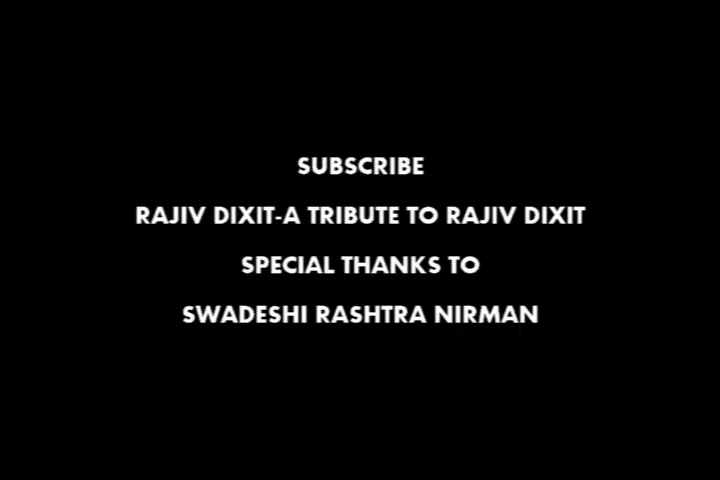 SUBSCRIBE
RAJIV DIXIT-A TRIBUTE TO RAJIV DIXIT
SPECIAL THANKS TO
SWADESHI RASHTRA NIRMAN